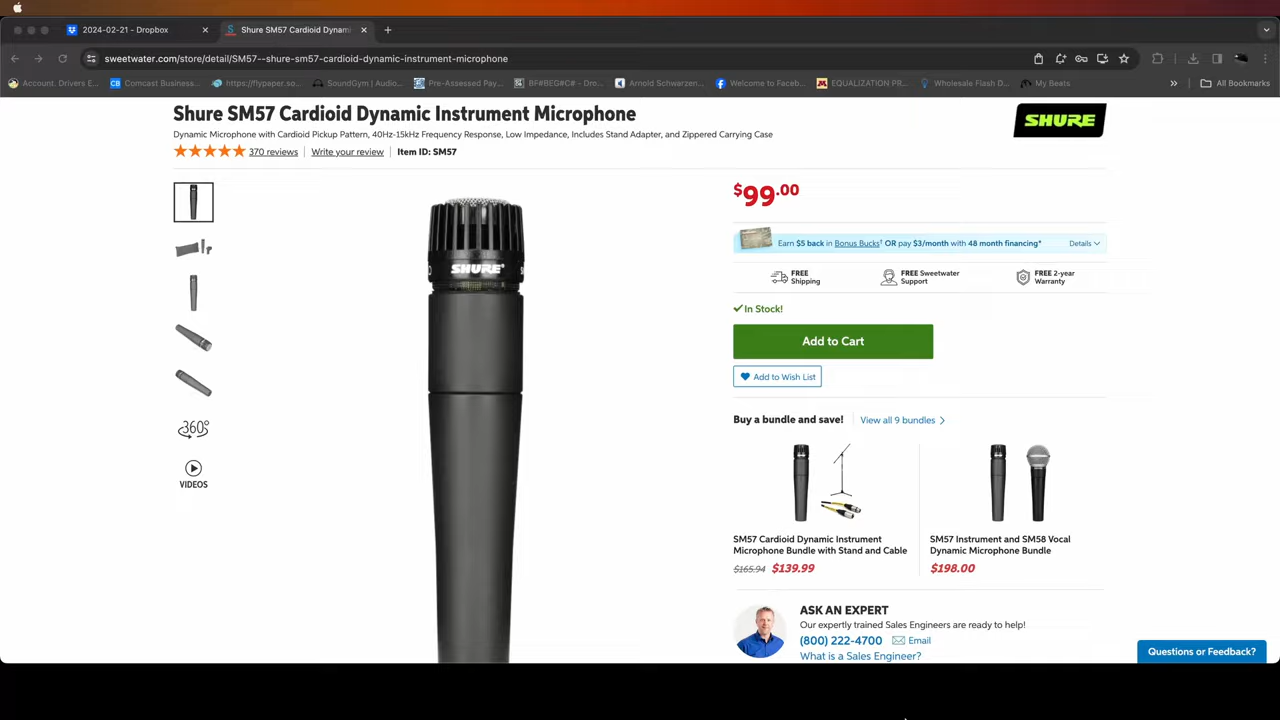 2024-02-21 - Dropbox
Shure SM57 Cardioid Dynami
sweetwater.com/store/detail/SM57--shure-sm57-cardioid-dynamic-instrument-microphone
Account. Drivers E...
Comcast Business...
https://flypaper.so...
SoundGym | Audio...
Pre-Assessed Pay...
BF#BEG#C# - Dro...
Arnold Schwarzen...
Welcome to Faceb...
EQUALIZATION PR...
Wholesale Flash D...
My Beats
»
All Bookmarks
Shure SM57 Cardioid Dynamic Instrument Microphone
Dynamic Microphone with Cardioid Pickup Pattern, 40Hz-15kHz Frequency Response, Low Impedance, Includes Stand Adapter, and Zippered Carrying Case
370 reviews
Write your review
Item ID: SM57
SHURE
$99.00
Earn $5 back in Bonus Bucks† OR pay $3/month with 48 month financing*
Details
FREE Shipping
FREE Sweetwater Support
FREE 2-year Warranty
In Stock!
Add to Cart
Add to Wish List
SHURE
360°
VIDEOS
Buy a bundle and save!
View all 9 bundles
SM57 Cardioid Dynamic Instrument
Microphone Bundle with Stand and Cable
$165.94 $139.99
SM57 Instrument and SM58 Vocal
Dynamic Microphone Bundle
$198.00
ASK AN EXPERT
Our expertly trained Sales Engineers are ready to help!
(800) 222-4700
Email
What is a Sales Engineer?
Questions or Feedback?